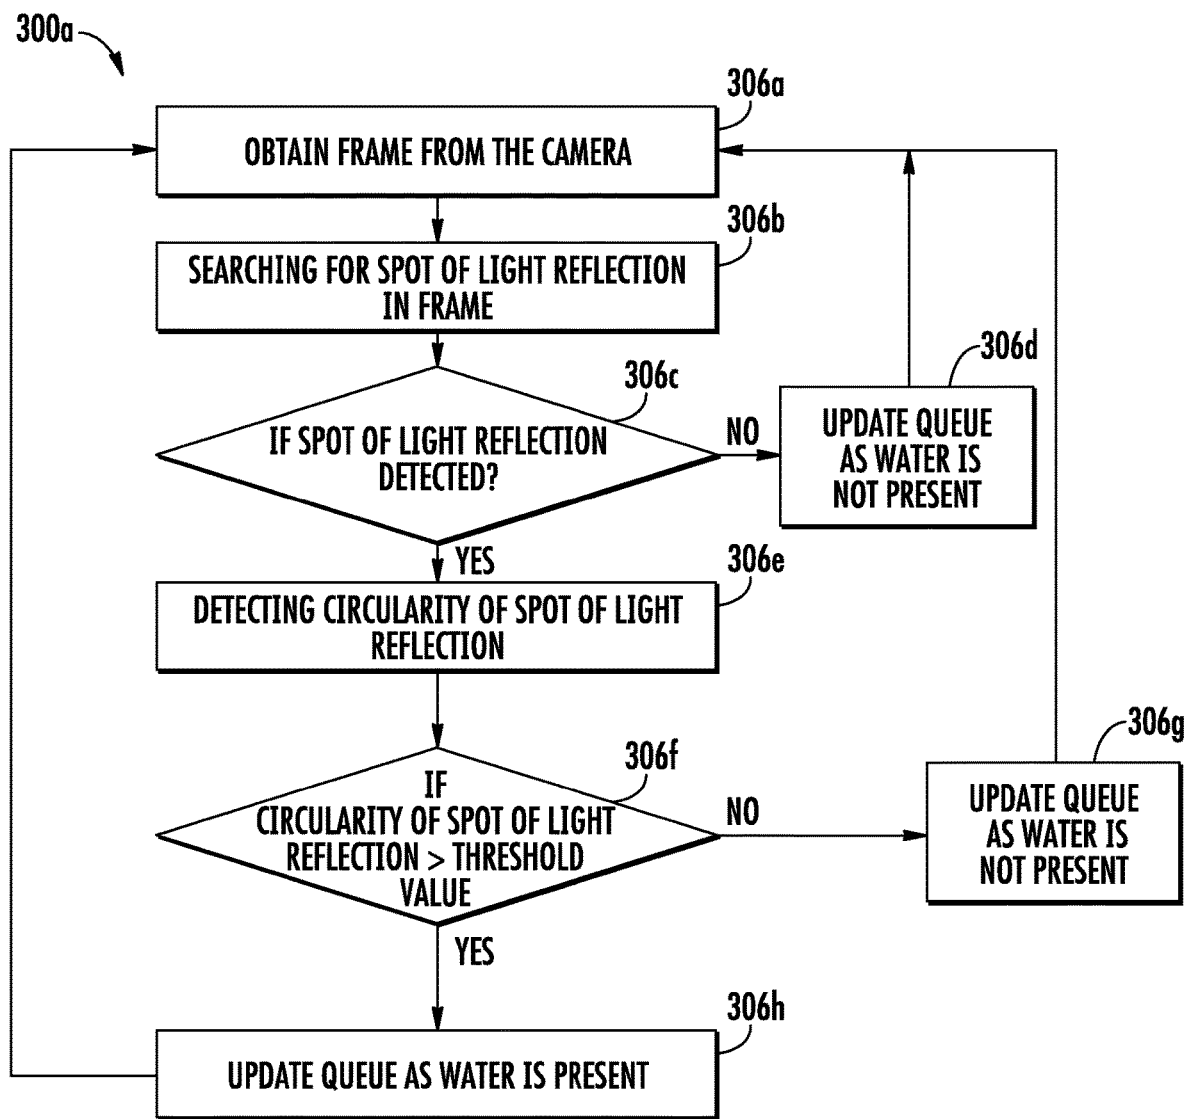 300a
306a
OBTAIN FRAME FROM THE CAMERA
306b
SEARCHING FOR SPOT OF LIGHT REFLECTION
IN FRAME
306c
IF SPOT OF LIGHT REFLECTION
DETECTED?
NO
306d
UPDATE QUEUE
AS WATER IS
NOT PRESENT
YES
306e
DETECTING CIRCULARITY OF SPOT OF LIGHT
REFLECTION
306f
IF
CIRCULARITY OF SPOT OF LIGHT
REFLECTION > THRESHOLD
VALUE
NO
306g
UPDATE QUEUE
AS WATER IS
NOT PRESENT
YES
306h
UPDATE QUEUE AS WATER IS PRESENT